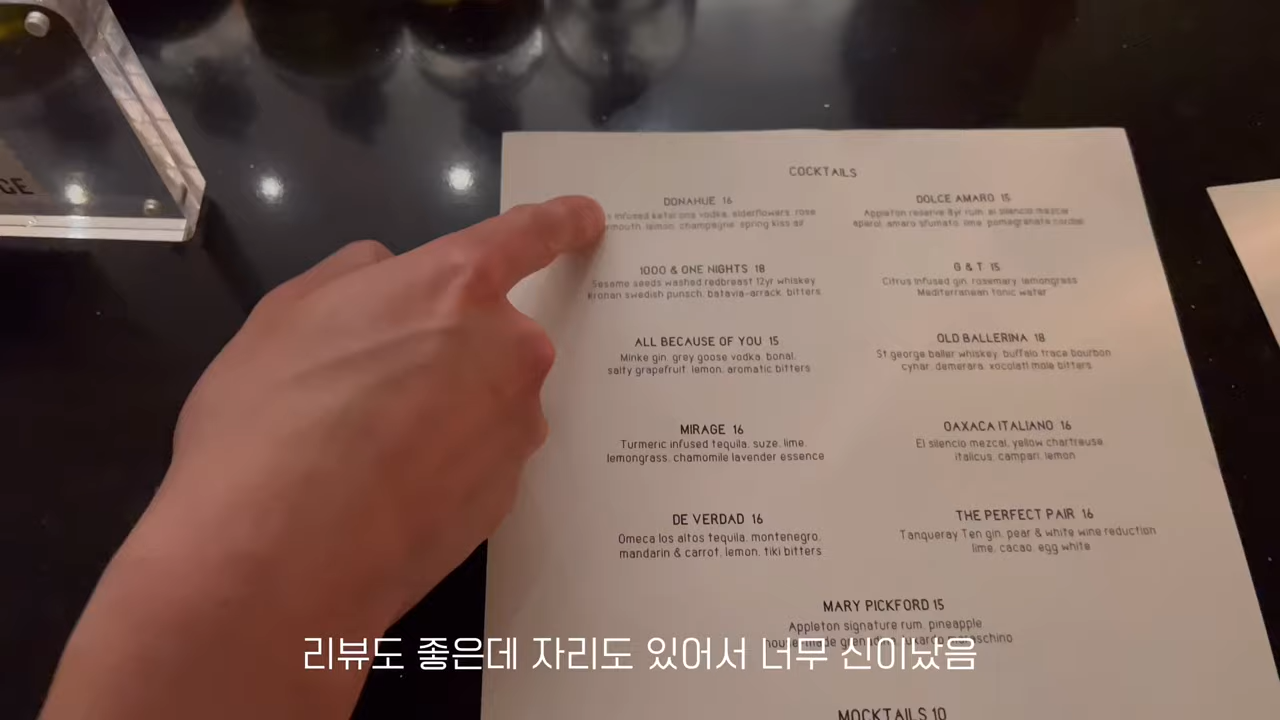 CE
COCKTAILS
DONAHUE 16
infused ketel one vodka, elderflowers, rose
lemon, champagne, spring kiss air
1000 & ONE NIGHTS 18
Sesame seeds washed redbreast 12yr whiskey
kronan swedish punsch, batavia-arrack, bitters
ALL BECAUSE OF YOU 15
Minke gin, grey goose vodka, bonal,
salty grapefruit, lemon, aromatic bitters
MIRAGE 16
Turmeric infused tequila, suze, lime,
lemongrass, chamomile lavender essence
DE VERDAD 16
Omeca los altos tequila, montenegro,
mandarin & carrot, lemon, tiki bitters
DOLCE AMARO 15
Appleton reserve 8yr rum, el silencio mezcal
aperol, amaro sfumato, lime, pomegranate cordial
G & T 15
Citrus infused gin, rosemary, lemongrass
Mediterranean tonic water
OLD BALLERINA 18
St george baller whiskey, buffalo trace bourbon
cynar, demerara, xocolatl mole bitters
OAXACA ITALIANO 16
El silencio mezcal, yellow chartreuse
italicus, campari, lemon
THE PERFECT PAIR 16
Tanqueray Ten gin, pear & white wine reduction
lime, cacao, egg white
MARY PICKFORD 15
Appleton signature rum, pineapple
MOCKTAILS 10
리뷰도 좋은데 자리도 있어서 너무 신이났음